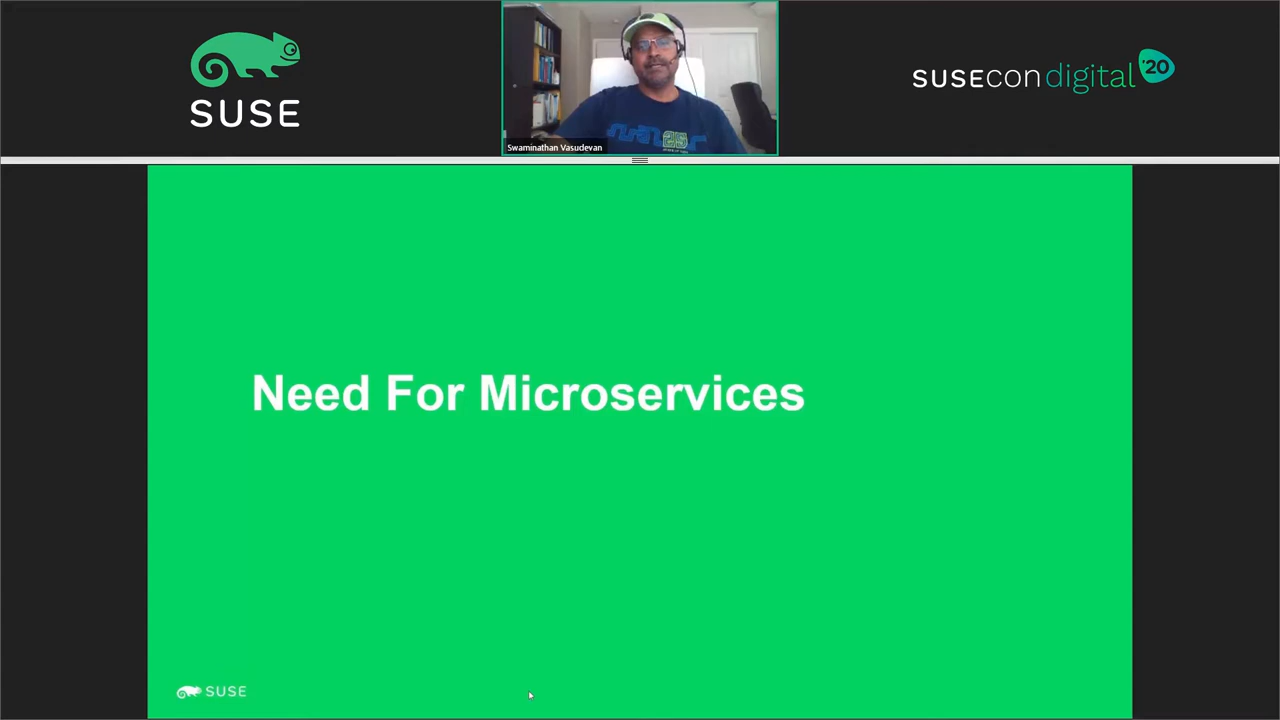 SUSE
SUSECON digital '20
Swaminathan Vasudevan
Need For Microservices
SUSE